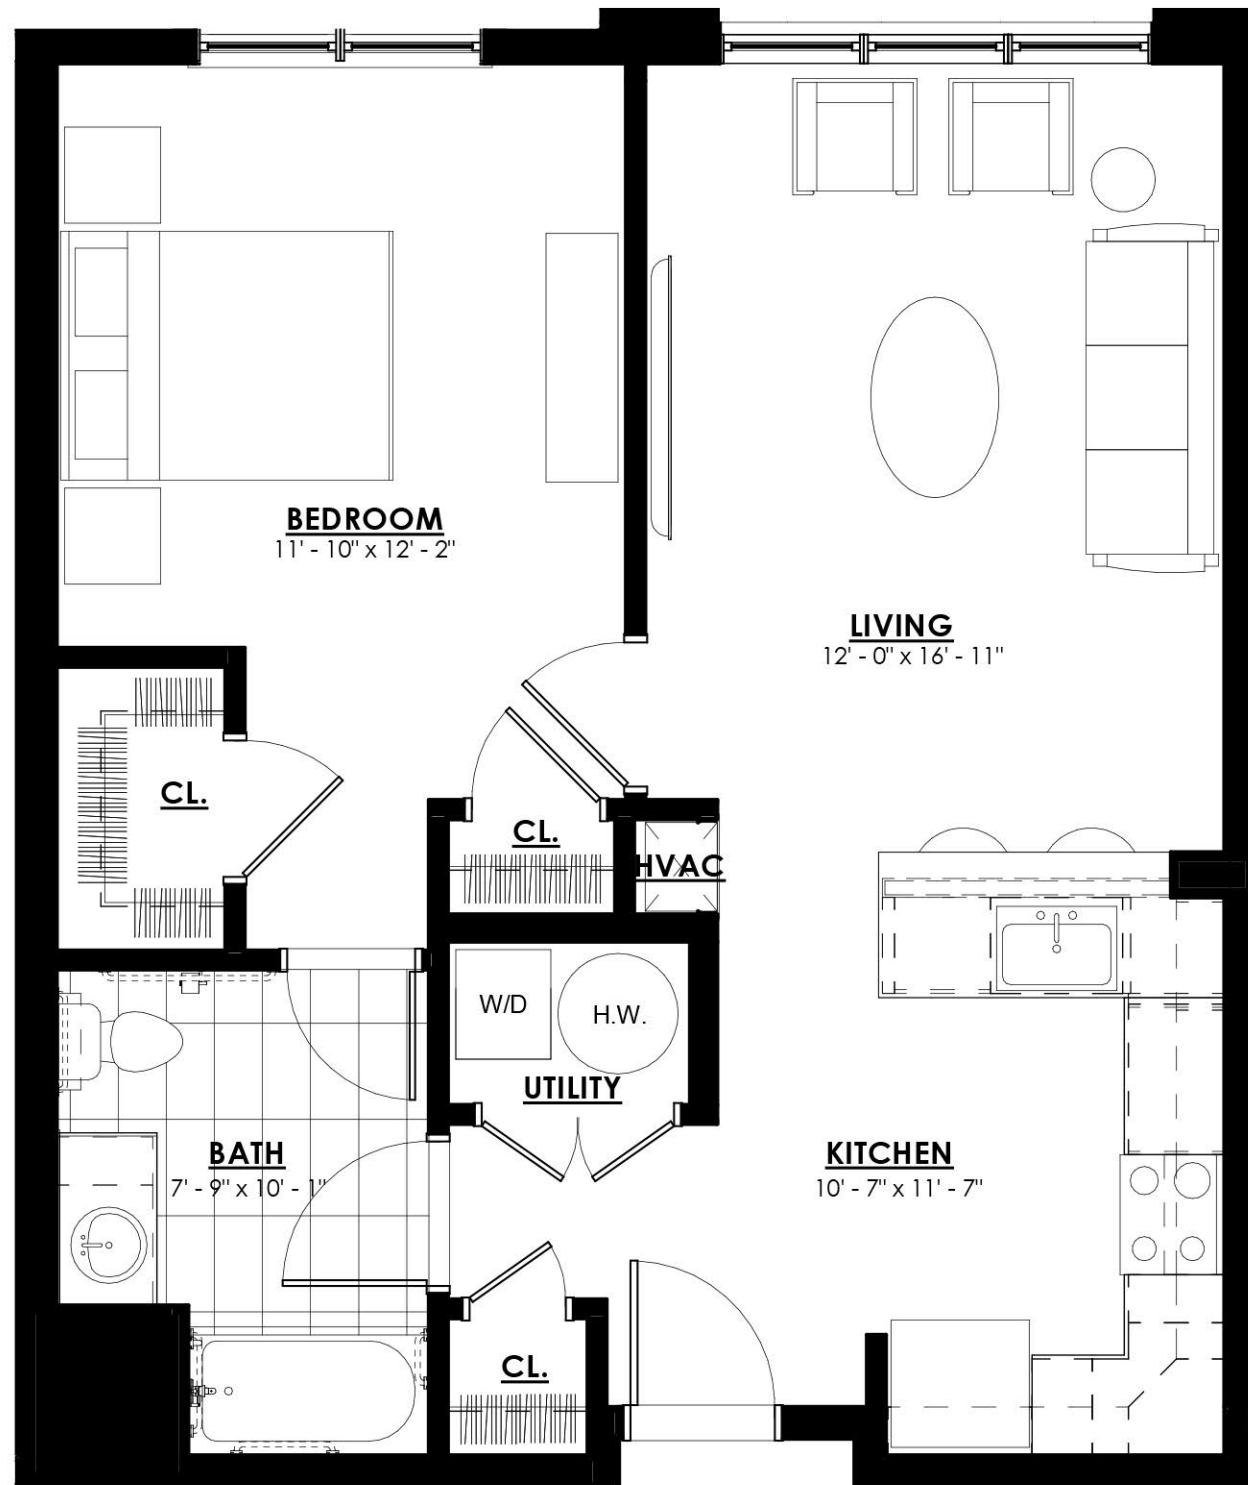 BEDROOM
11' - 10" x 12' - 2"
LIVING
12' - 0" x 16' - 11"
CL.
CL.
HVAC
W/D
H.W.
UTILITY
BATH
7' - 9" x 10' - 1"
KITCHEN
10' - 7" x 11' - 7"
CL.